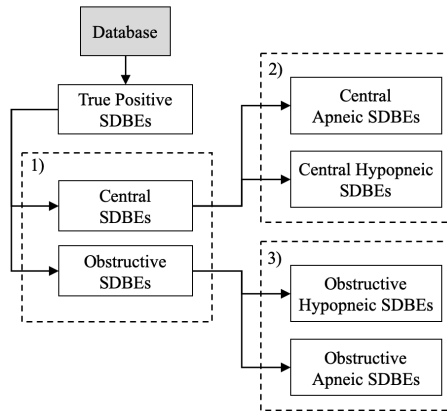 Database
True Positive
SDBEs
1)
Central
SDBEs
Obstructive
SDBEs
2)
Central
Apneic SDBEs
Central Hypopneic
SDBEs
3)
Obstructive
Hypopneic SDBEs
Obstructive
Apneic SDBEs